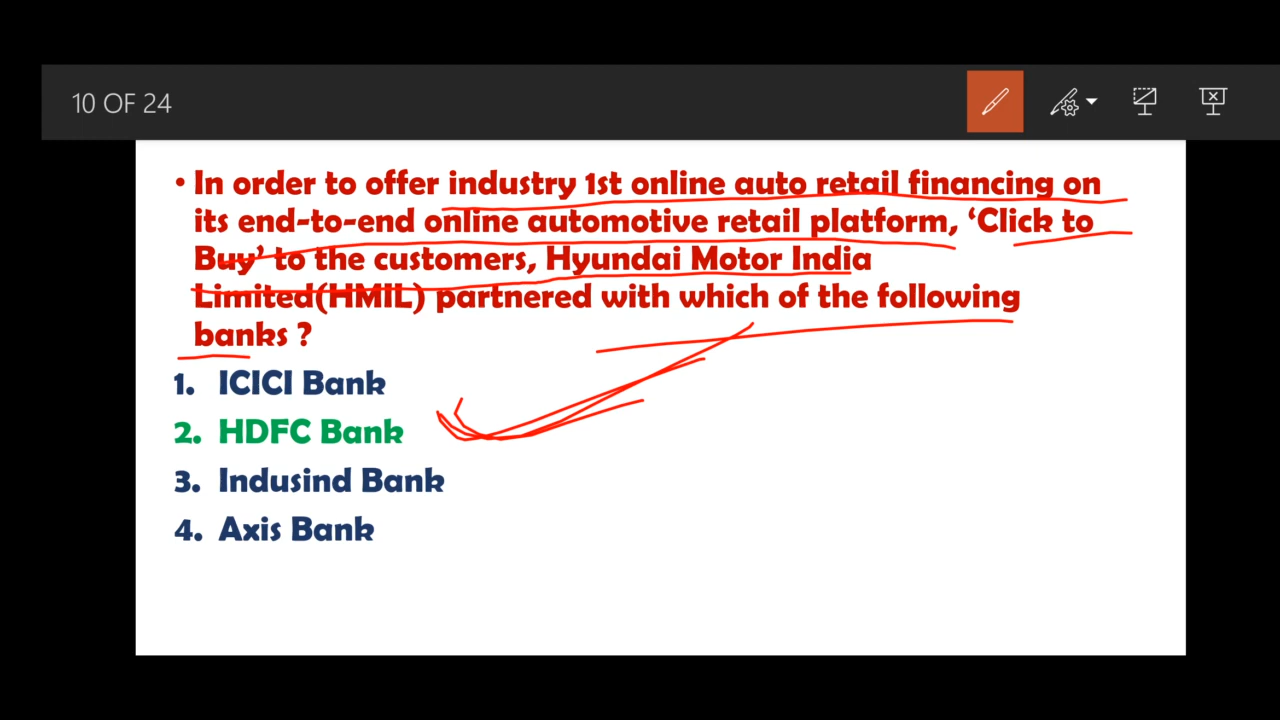 10 OF 24
• In order to offer industry 1st online auto retail financing on
its end-to-end online automotive retail platform, ‘Click to
Buy’ to the customers, Hyundai Motor India
Limited(HMIL) partnered with which of the following
banks ?
1. ICICI Bank
2. HDFC Bank
3. Indusind Bank
4. Axis Bank